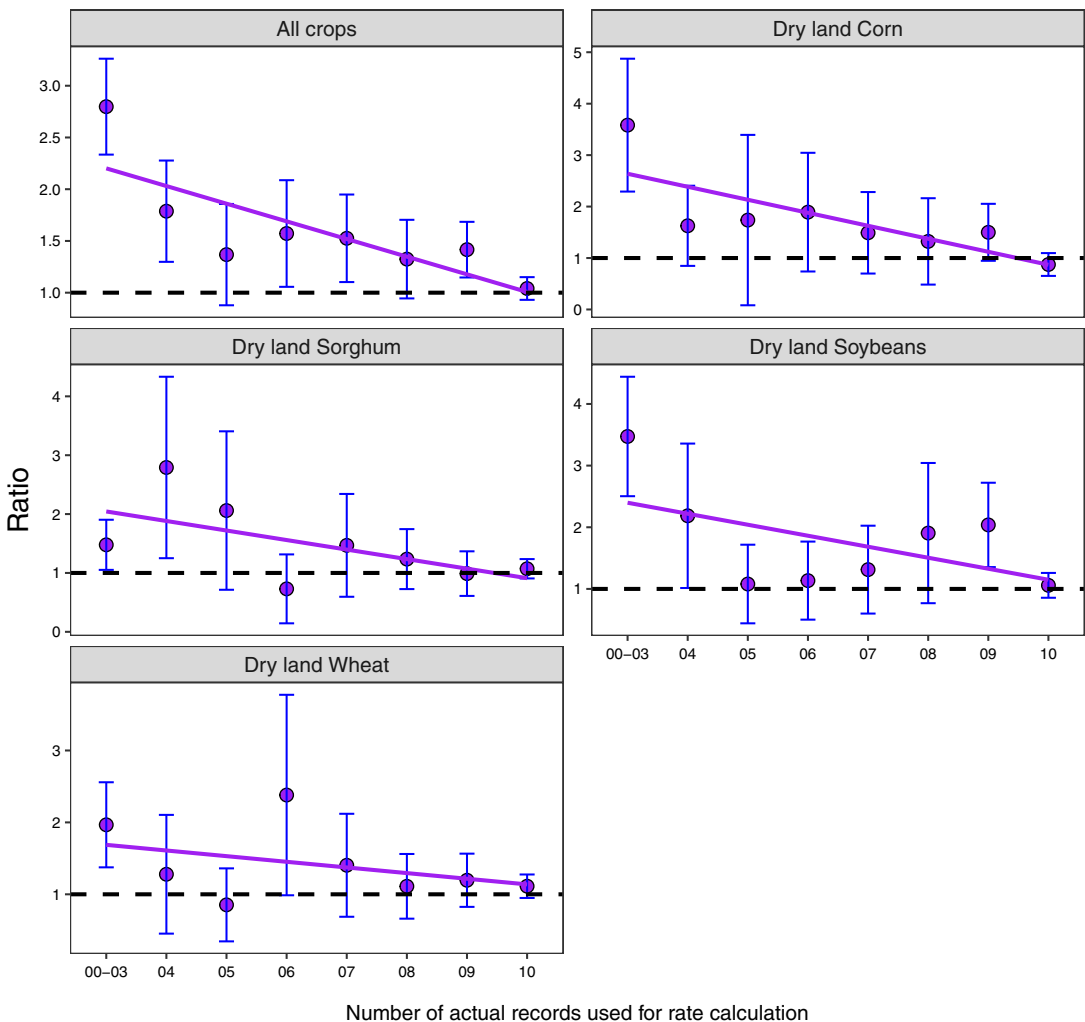 All crops
3.0
2.5
2.0
1.5
1.0
Dry land Corn
5
4
3
2
1
0
Dry land Sorghum
4
3
2
1
0
Dry land Soybeans
4
3
2
1
00−03 04 05 06 07 08 09 10
Dry land Wheat
3
2
1
00−03 04 05 06 07 08 09 10
Ratio
Number of actual records used for rate calculation